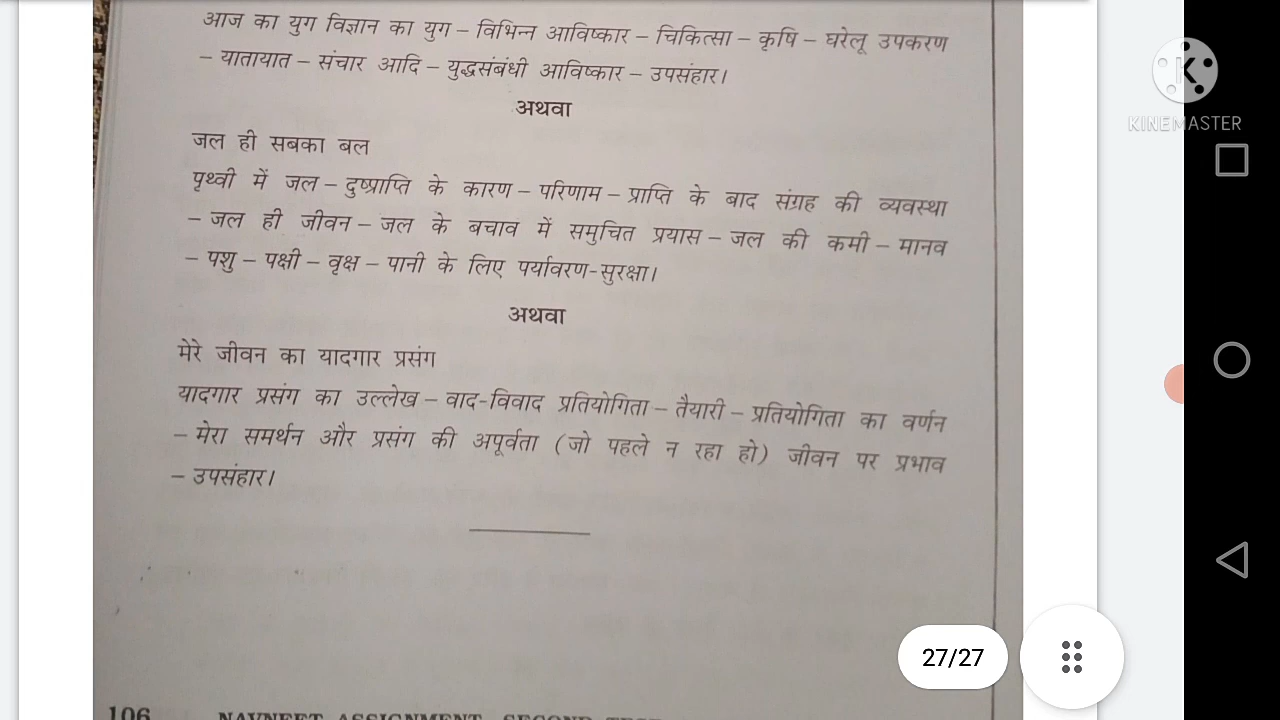 आज का युग विज्ञान का युग – विभिन्न आविष्कार – चिकित्सा – कृषि – घरेलू उपकरण
– यातायात – संचार आदि – युद्धसंबंधी आविष्कार – उपसंहार।
अथवा
जल ही सबका बल
पृथ्वी में जल – दुष्प्राप्ति के कारण – परिणाम – प्राप्ति के बाद संग्रह की व्यवस्था
– जल ही जीवन – जल के बचाव में समुचित प्रयास – जल की कमी – मानव
– पशु – पक्षी – वृक्ष – पानी के लिए पर्यावरण-सुरक्षा।
अथवा
मेरे जीवन का यादगार प्रसंग
यादगार प्रसंग का उल्लेख – वाद-विवाद प्रतियोगिता – तैयारी – प्रतियोगिता का वर्णन
– मेरा समर्थन और प्रसंग की अपूर्वता (जो पहले न रहा हो) जीवन पर प्रभाव
– उपसंहार।
27/27
106 NAVNEET ASSIGNMENT, SECOND
K
KINEMASTER